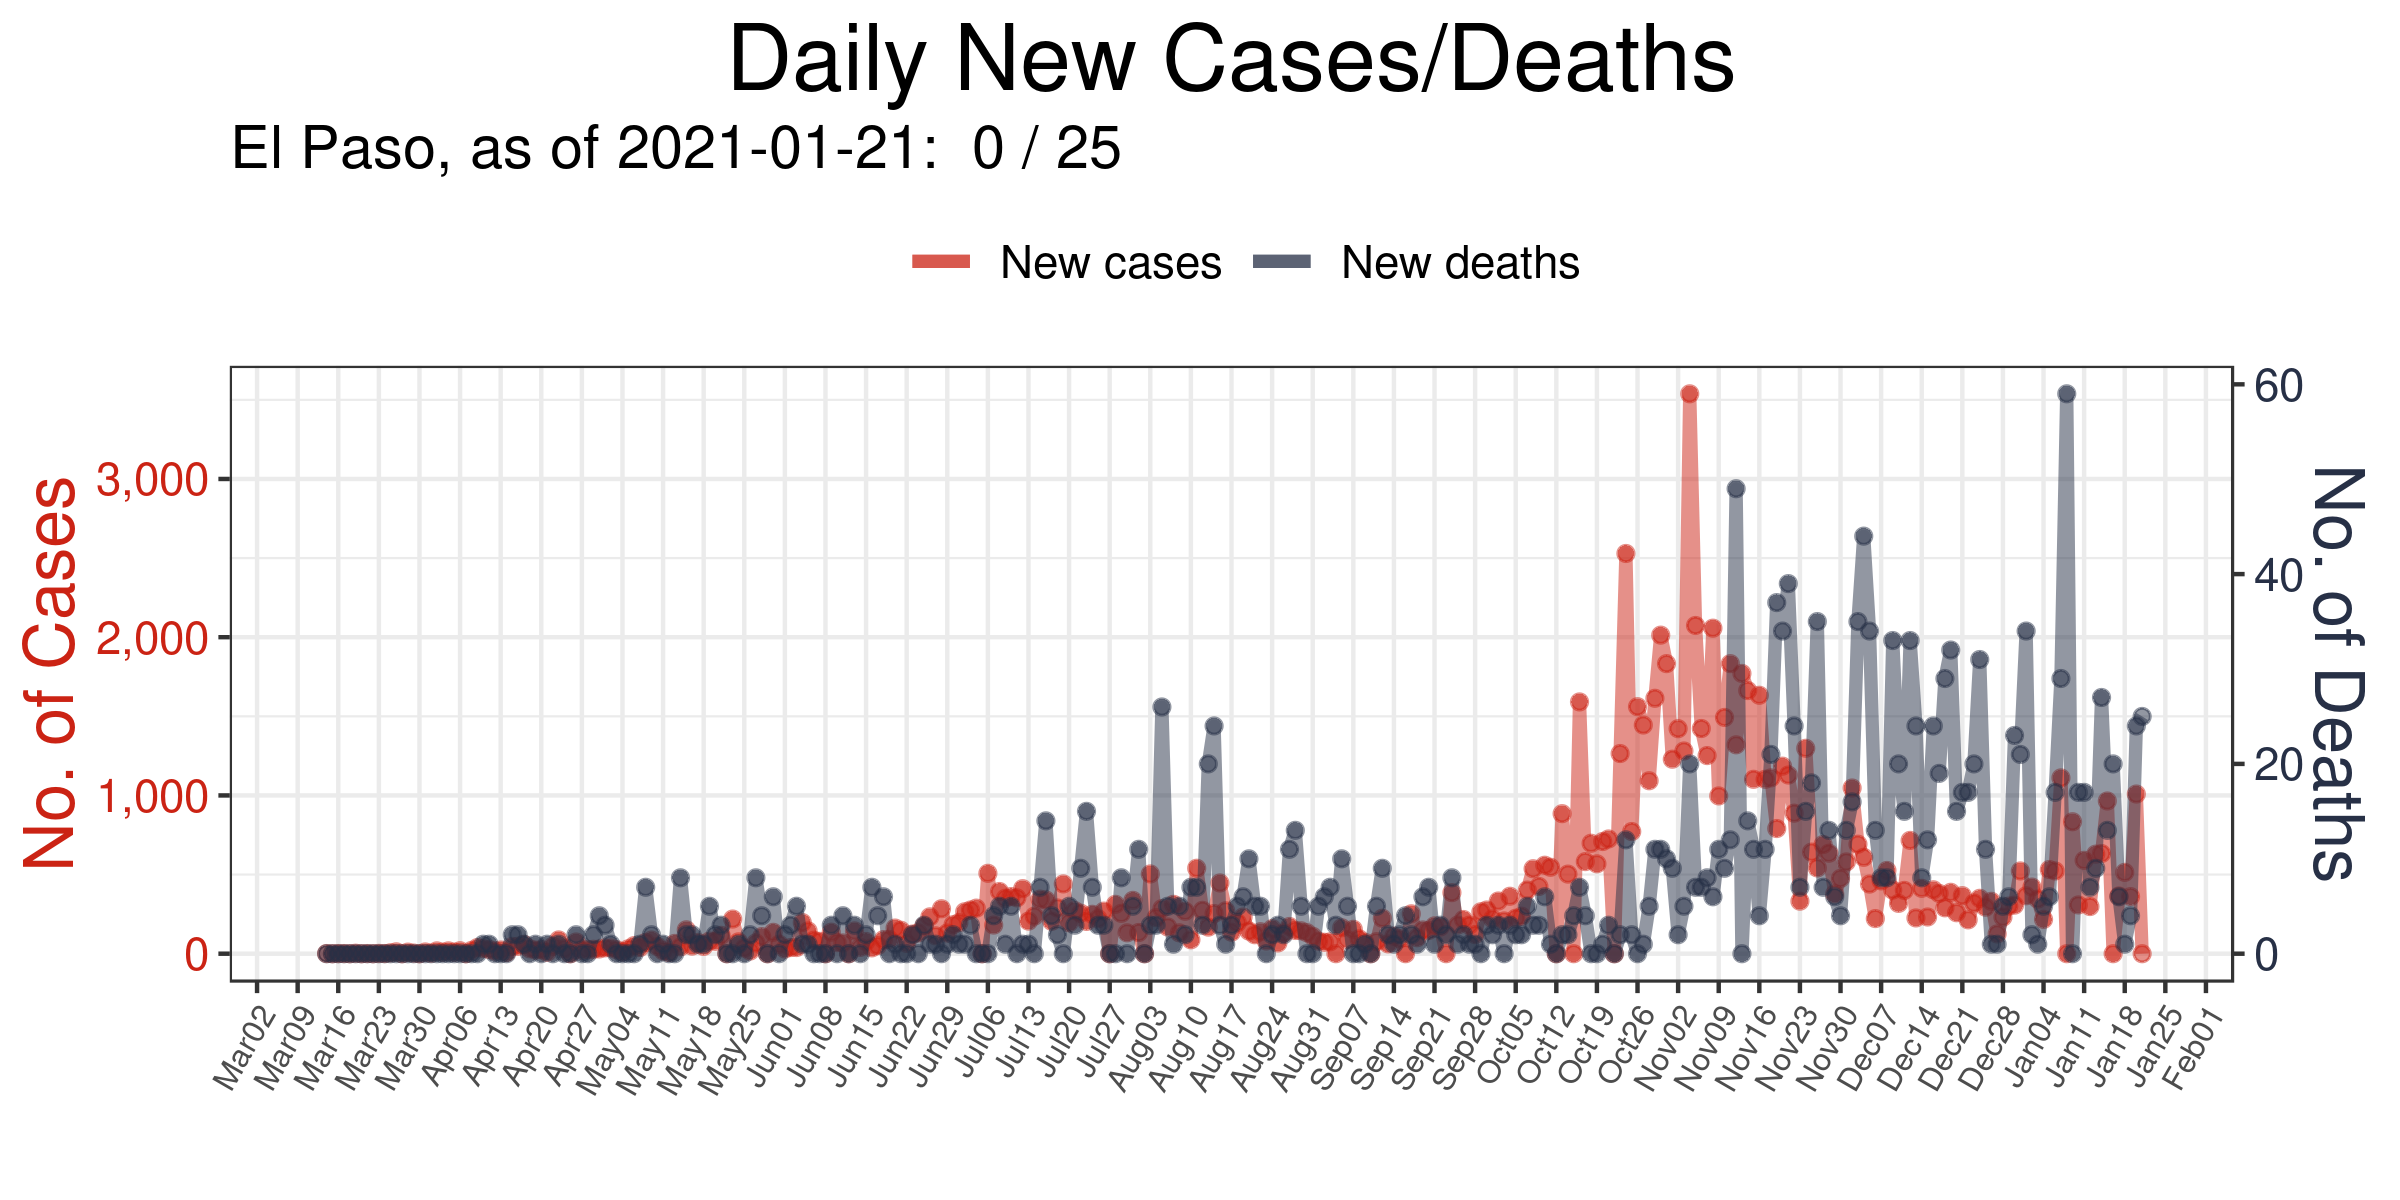 Daily New Cases/Deaths
El Paso, as of 2021-01-21:  0 / 25
New cases
New deaths
No. of Cases
3,000
2,000
1,000
0
60
40
20
0
No. of Deaths
Mar02
Mar09
Mar16
Mar23
Mar30
Apr06
Apr13
Apr20
Apr27
May04
May11
May18
May25
Jun01
Jun08
Jun15
Jun22
Jun29
Jul06
Jul13
Jul20
Jul27
Aug03
Aug10
Aug17
Aug24
Aug31
Sep07
Sep14
Sep21
Sep28
Oct05
Oct12
Oct19
Oct26
Nov02
Nov09
Nov16
Nov23
Nov30
Dec07
Dec14
Dec21
Dec28
Jan04
Jan11
Jan18
Jan25
Feb01